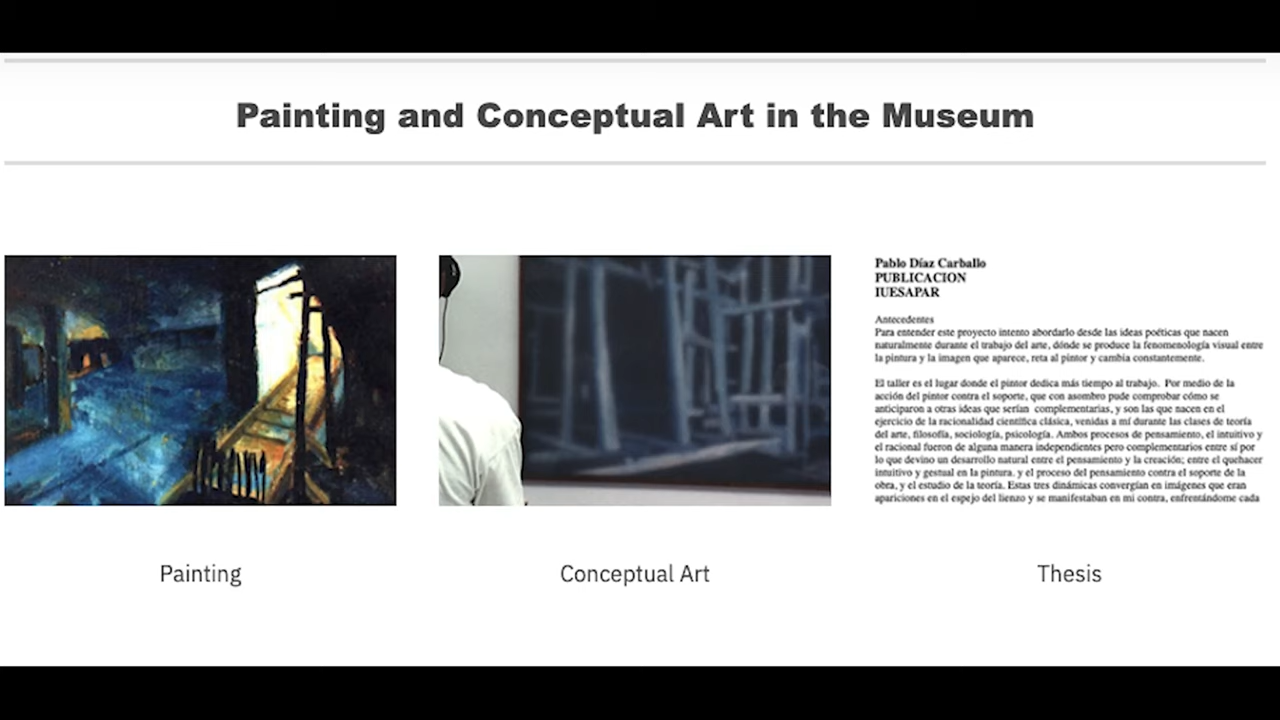 Painting and Conceptual Art in the Museum
Pablo Díaz Carballo
PUBLICACION
IUESAPAR
Antecedentes
Para entender este proyecto intento abordarlo desde las ideas poéticas que nacen
naturalmente durante el trabajo del arte, dónde se produce la fenomenología visual entre
la pintura y la imagen que aparece, reta al pintor y cambia constantemente.
El taller es el lugar donde el pintor dedica más tiempo al trabajo. Por medio de la
acción del pintor contra el soporte, que con asombro pude comprobar cómo se
anticiparon a otras ideas que serían complementarias, y son las que nacen en el
ejercicio de la racionalidad científica clásica, venidas a mí durante las clases de teoría
del arte, filosofía, sociología, psicología. Ambos procesos de pensamiento, el intuitivo y
el racional fueron de alguna manera independientes pero complementarios entre sí por
lo que devino un desarrollo natural entre el pensamiento y la creación; entre el quehacer
intuitivo y gestual en la pintura. y el proceso del pensamiento contra el soporte de la
obra, y el estudio de la teoría. Estas tres dinámicas convergían en imágenes que eran
apariciones en el espejo del lienzo y se manifestaban en mi contra, enfrentándome cada
Painting
Conceptual Art
Thesis